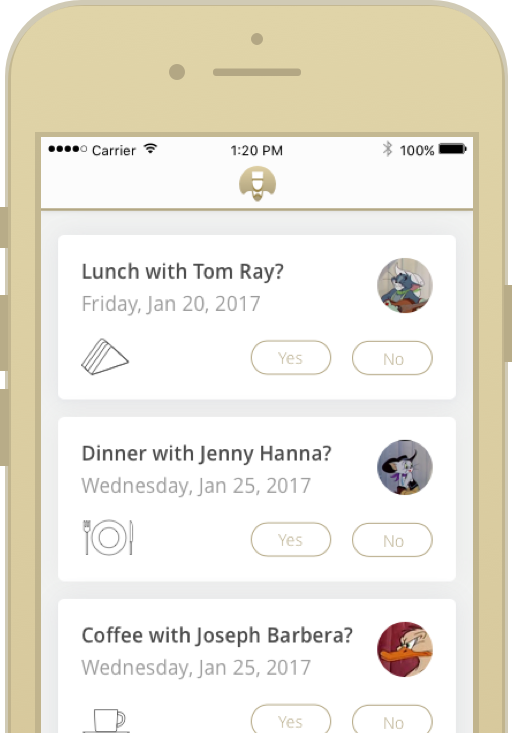 Carrier 1:20 PM 100%
Lunch with Tom Ray?
Friday, Jan 20, 2017
Yes No
Dinner with Jenny Hanna?
Wednesday, Jan 25, 2017
Yes No
Coffee with Joseph Barbera?
Wednesday, Jan 25, 2017
Yes No